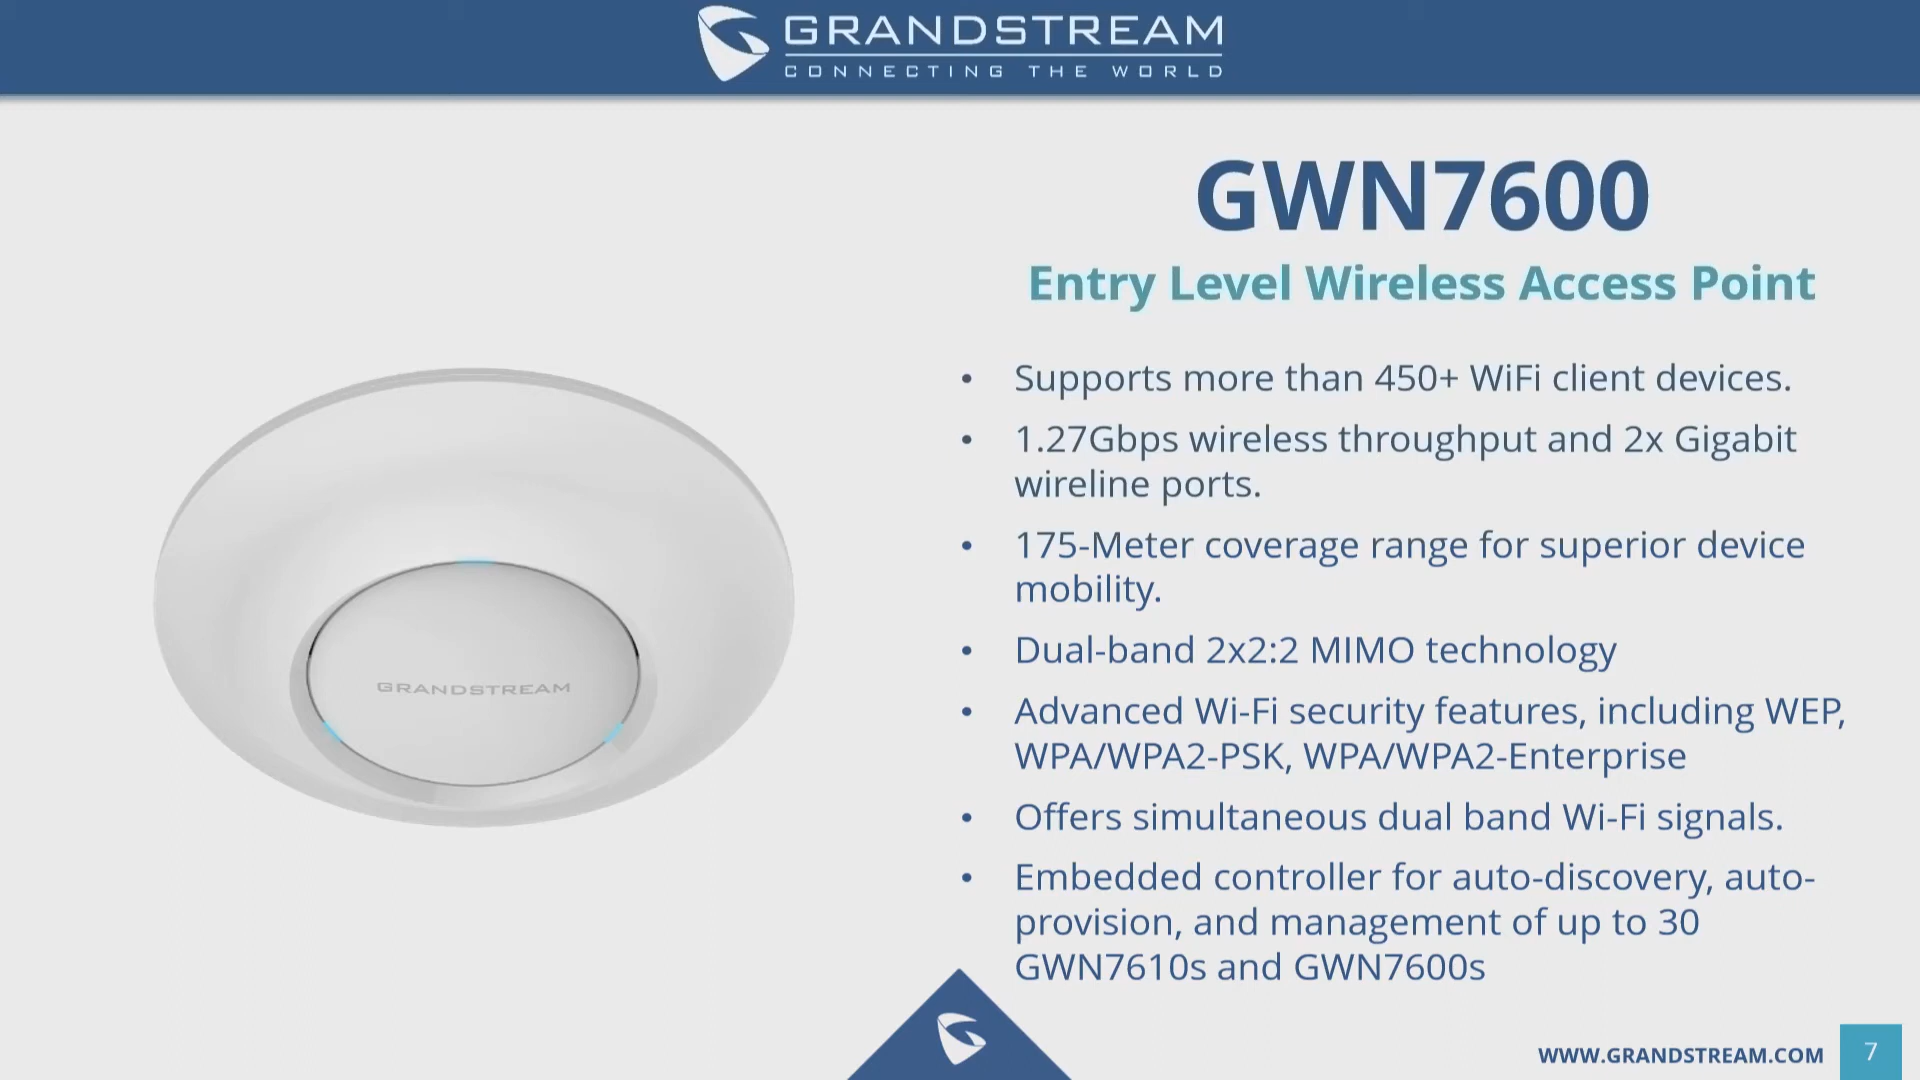 GRANDSTREAM
CONNECTING THE WORLD
GWN7600
Entry Level Wireless Access Point
• Supports more than 450+ WiFi client devices.
• 1.27Gbps wireless throughput and 2x Gigabit
wireline ports.
• 175-Meter coverage range for superior device
mobility.
• Dual-band 2x2:2 MIMO technology
• Advanced Wi-Fi security features, including WEP,
WPA/WPA2-PSK, WPA/WPA2-Enterprise
• Offers simultaneous dual band Wi-Fi signals.
• Embedded controller for auto-discovery, auto-
provision, and management of up to 30
GWN7610s and GWN7600s
GRANDSTREAM
WWW.GRANDSTREAM.COM
7